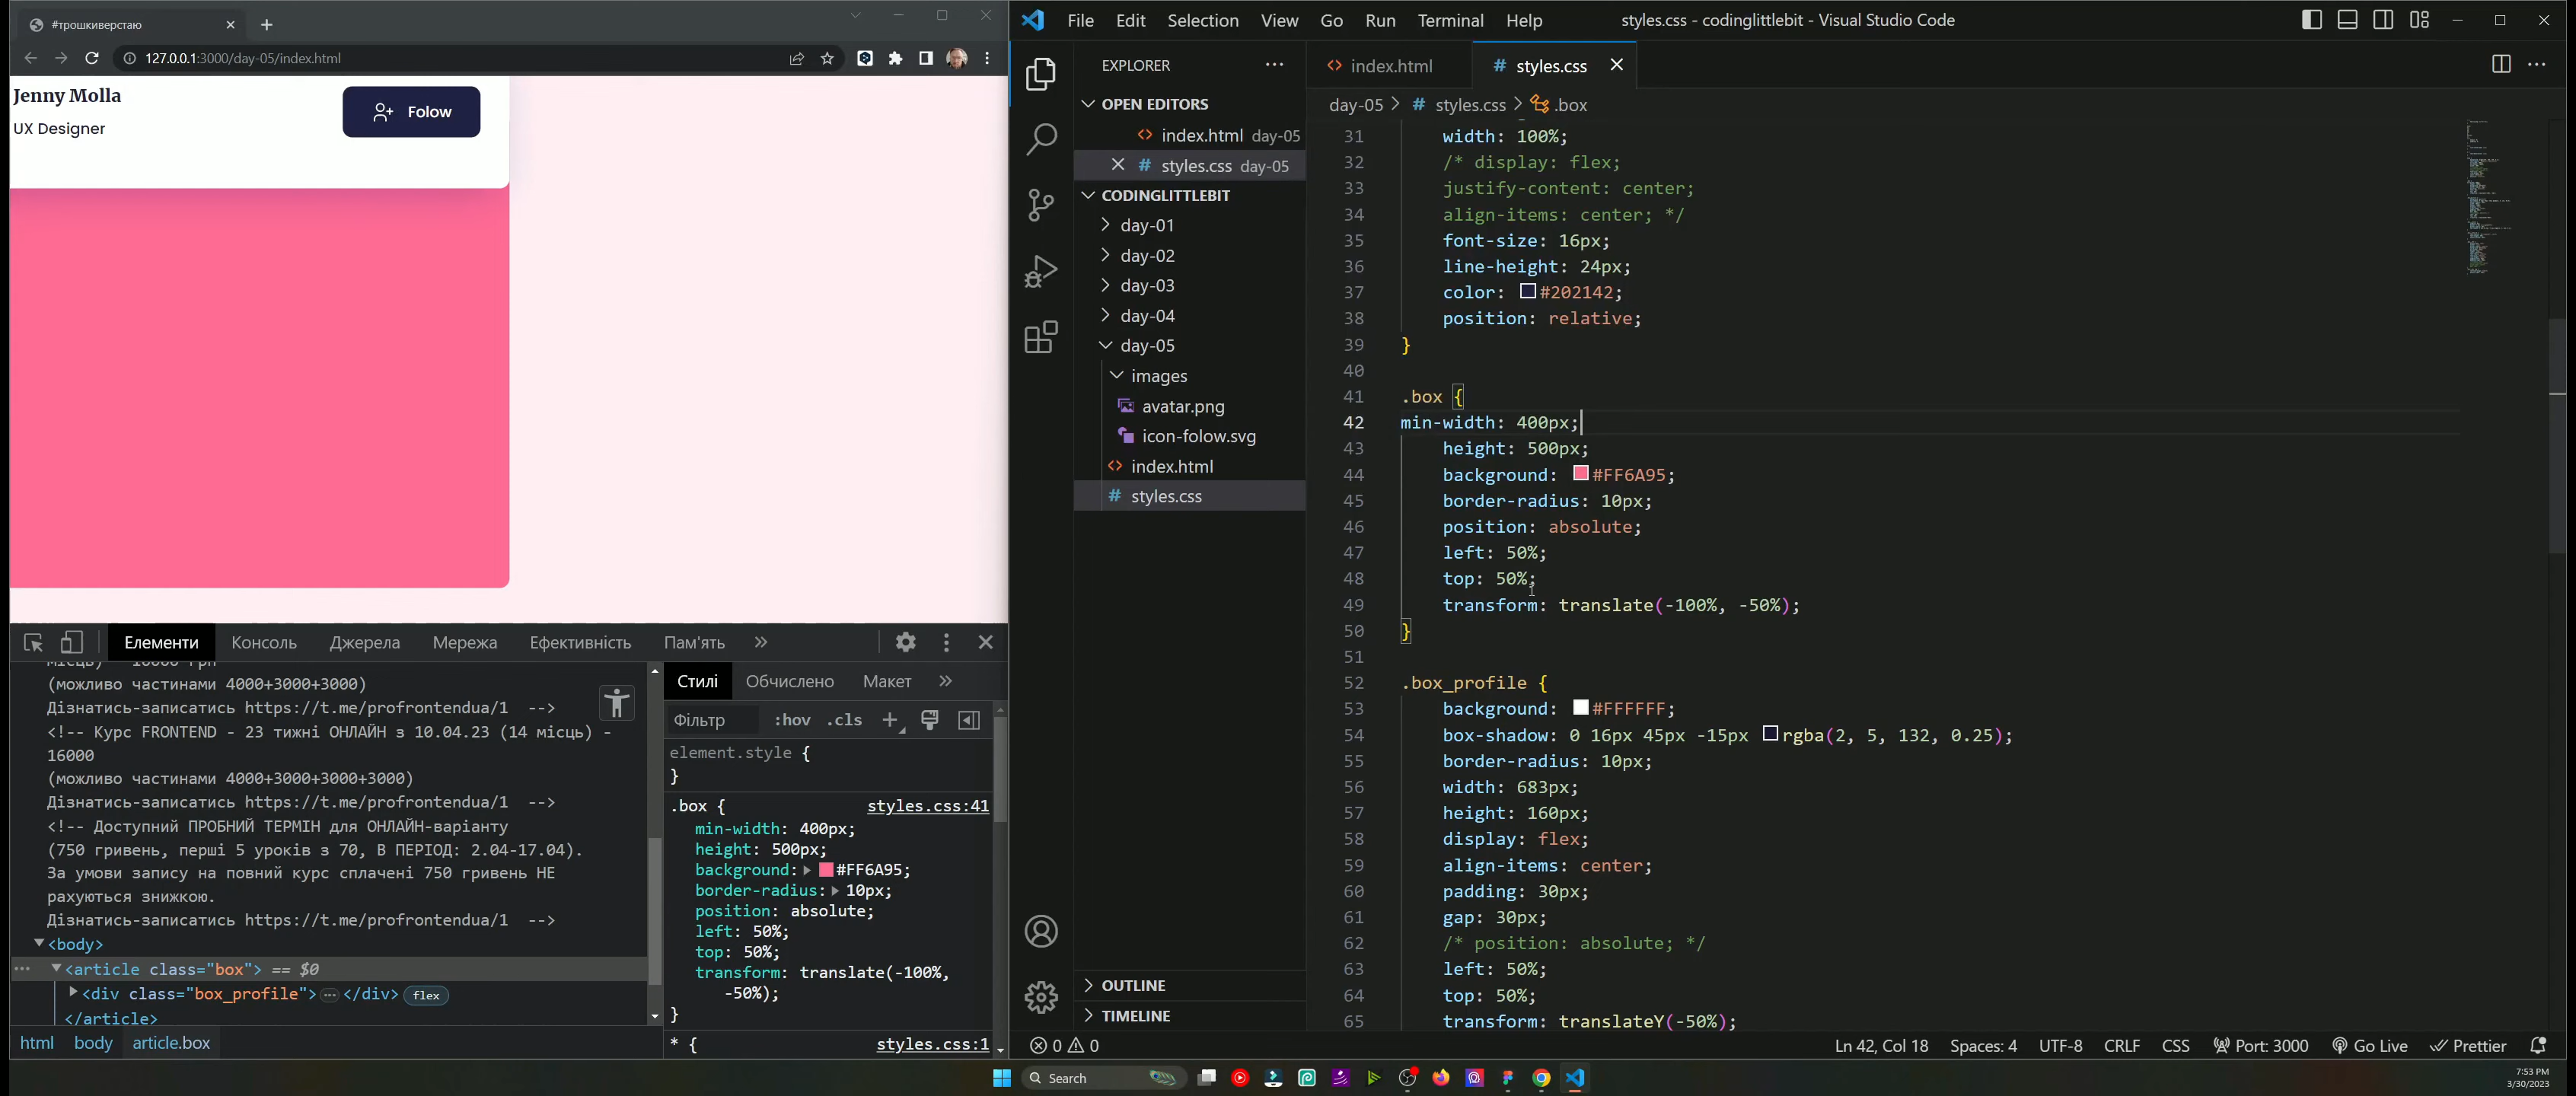 #трошкиверстаю
127.0.0.1:3000/day-05/index.html
Jenny Molla
UX Designer
Folow
Елементи
Консоль
Джерела
Мережа
Ефективність
Пам'ять
(можливо частинами 4000+3000+3000)
Дізнатись-записатись https://t.me/profrontendua/1 -->
<!-- Курс FRONTEND - 23 тижні ОНЛАЙН з 10.04.23 (14 місць) -
16000
(можливо частинами 4000+3000+3000+3000)
Дізнатись-записатись https://t.me/profrontendua/1 -->
<!-- Доступний ПРОБНИЙ ТЕРМІН для ОНЛАЙН-варіанту
(750 гривень, перші 5 уроків з 70, В ПЕРІОД: 2.04-17.04).
За умови запису на повний курс сплачені 750 гривень НЕ
рахуються знижкою.
Дізнатись-записатись https://t.me/profrontendua/1 -->
<body>
<article class="box"> == $0
<div class="box_profile"> ⋯ </div> flex
</article>
html body article.box
Стилі
Обчислено
Макет
Фільтр
:hov .cls
element.style {
}
.box {
styles.css:41
min-width: 400px;
height: 500px;
background: #FF6A95;
border-radius: 10px;
position: absolute;
left: 50%;
top: 50%;
transform: translate(-100%,
-50%);
}
* {
styles.css:1
File Edit Selection View Go Run Terminal Help
styles.css - codinglittlebit - Visual Studio Code
EXPLORER
OPEN EDITORS
index.html day-05
styles.css day-05
CODINGLITTLEBIT
day-01
day-02
day-03
day-04
day-05
images
avatar.png
icon-folow.svg
index.html
styles.css
OUTLINE
TIMELINE
index.html
styles.css
day-05 > # styles.css > .box
31 width: 100%;
32 /* display: flex;
33 justify-content: center;
34 align-items: center; */
35 font-size: 16px;
36 line-height: 24px;
37 color: #202142;
38 position: relative;
39 }
40
41 .box {
42 min-width: 400px;
43 height: 500px;
44 background: #FF6A95;
45 border-radius: 10px;
46 position: absolute;
47 left: 50%;
48 top: 50%;
49 transform: translate(-100%, -50%);
50 }
51
52 .box_profile {
53 background: #FFFFFF;
54 box-shadow: 0 16px 45px -15px rgba(2, 5, 132, 0.25);
55 border-radius: 10px;
56 width: 683px;
57 height: 160px;
58 display: flex;
59 align-items: center;
60 padding: 30px;
61 gap: 30px;
62 /* position: absolute; */
63 left: 50%;
64 top: 50%;
65 transform: translateY(-50%);
0 0
Ln 42, Col 18
Spaces: 4
UTF-8
CRLF
CSS
Port: 3000
Go Live
Prettier
Search
7:53 PM
3/30/2023